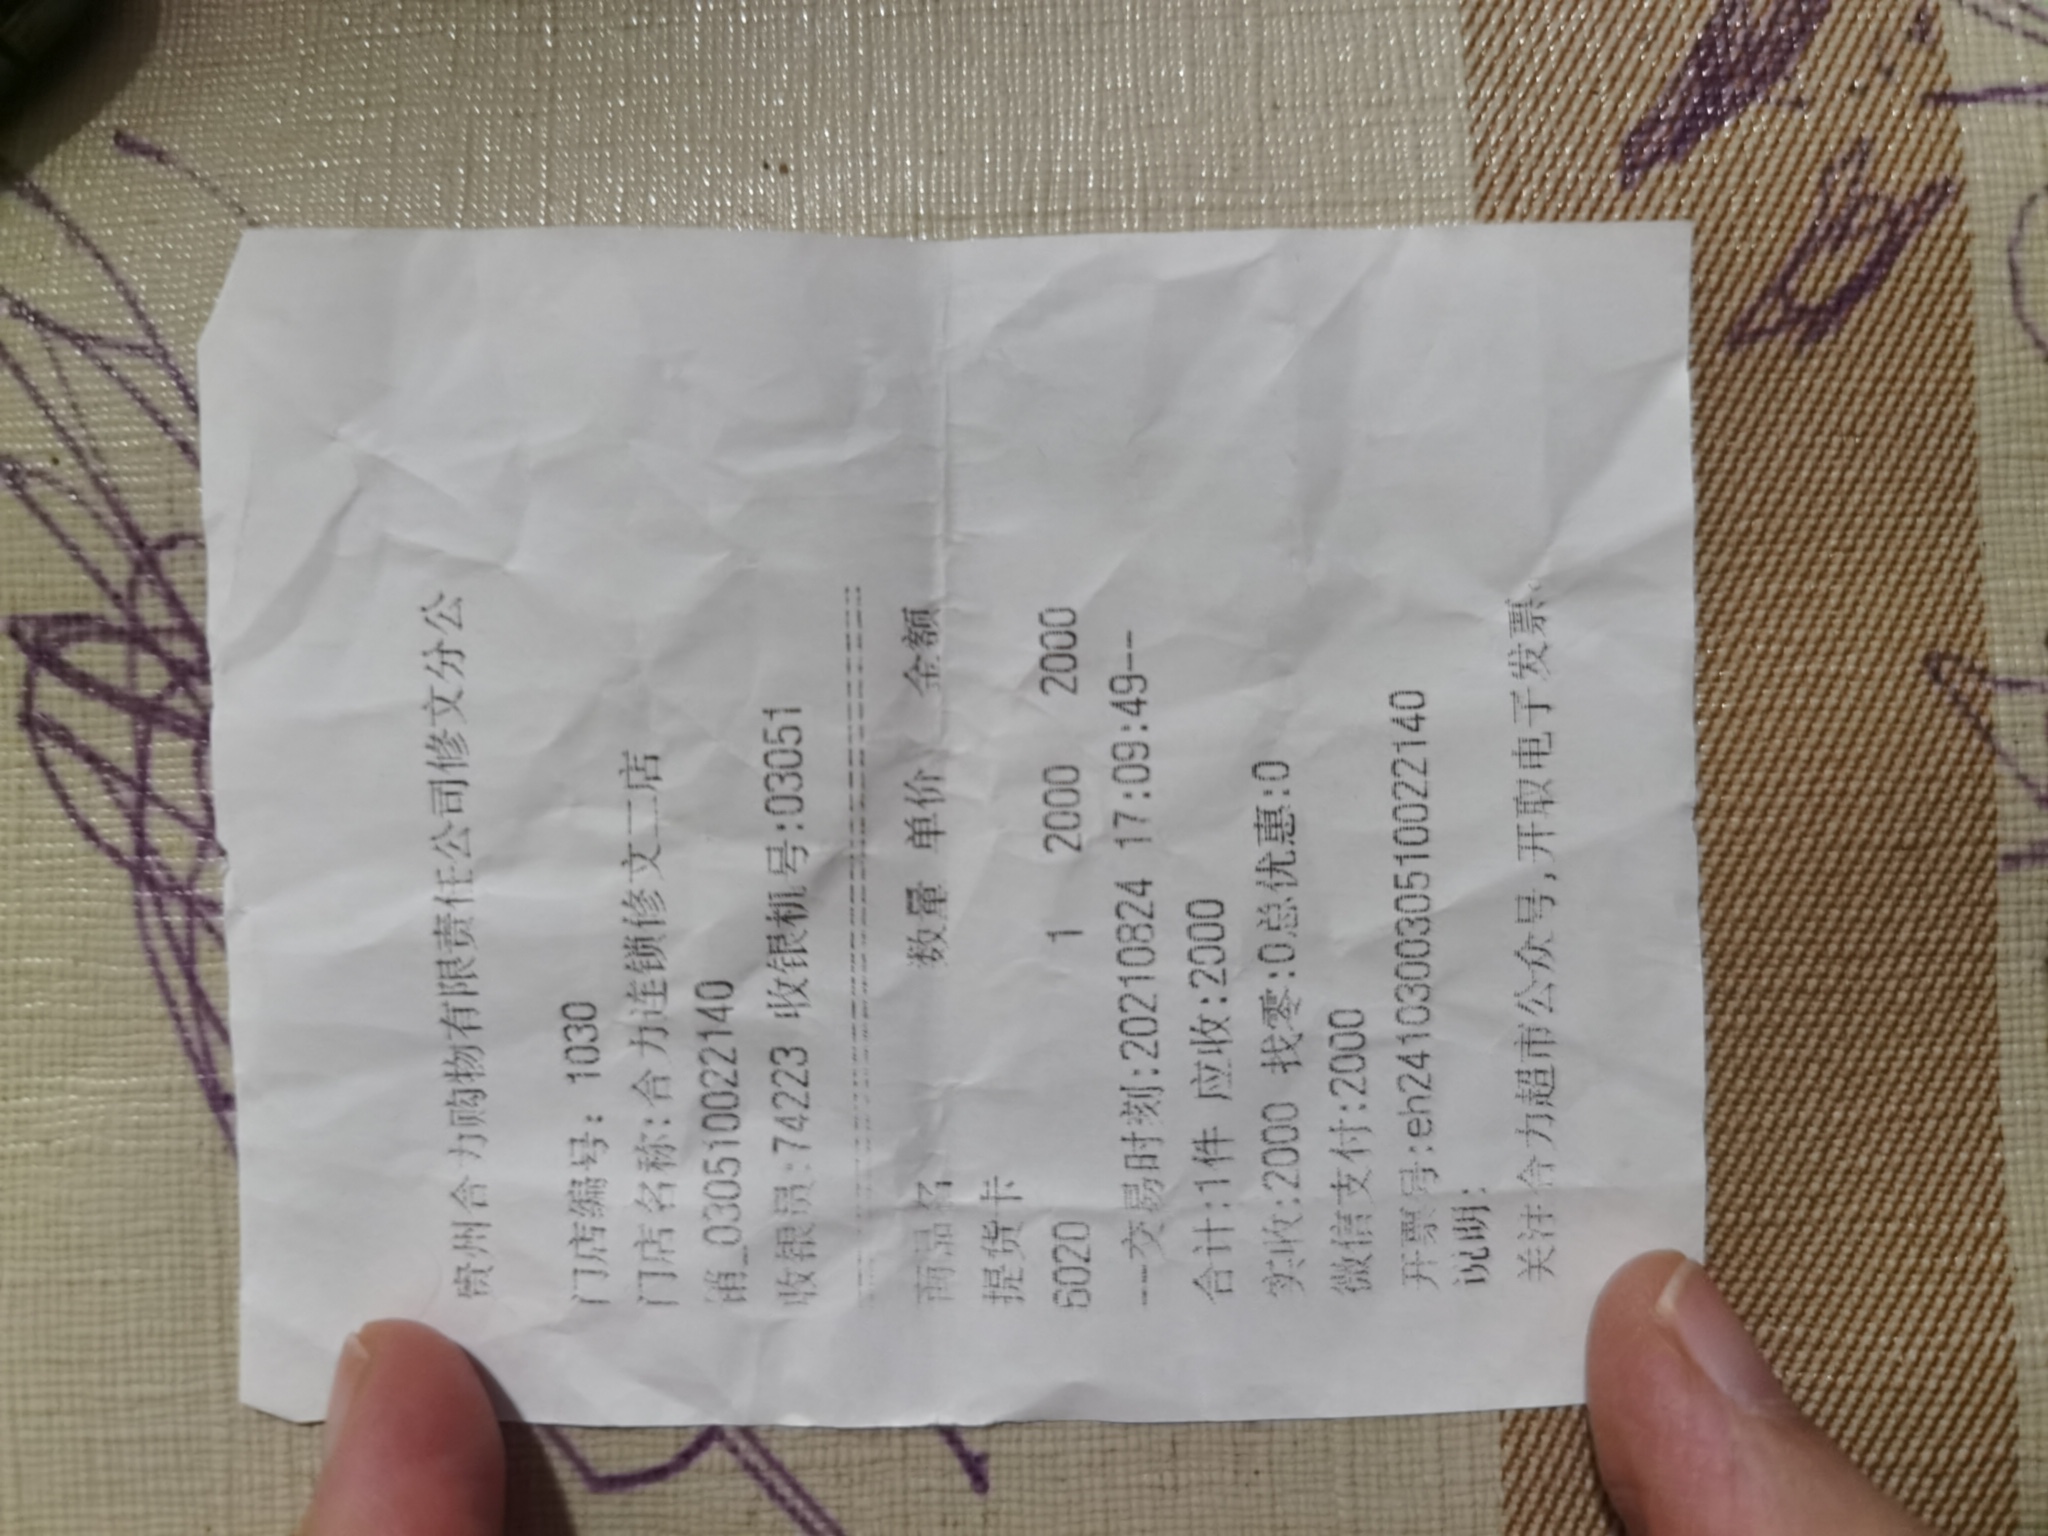 贵州合力购物有限责任公司修文分公
门店编号: 1030
门店名称:合力连锁修文二店
销_0305100022140
收银员:74223 收银机号:03051
商品名 数量 单价 金额
提货卡
6020 1 2000 2000
---交易时刻:20210824 17:09:49--
合计:1件 应收:2000
实收:2000 找零:0总优惠:0
微信支付:2000
开票号:eh2410300305100022140
说明:
关注合力超市公众号,开取电子发票.